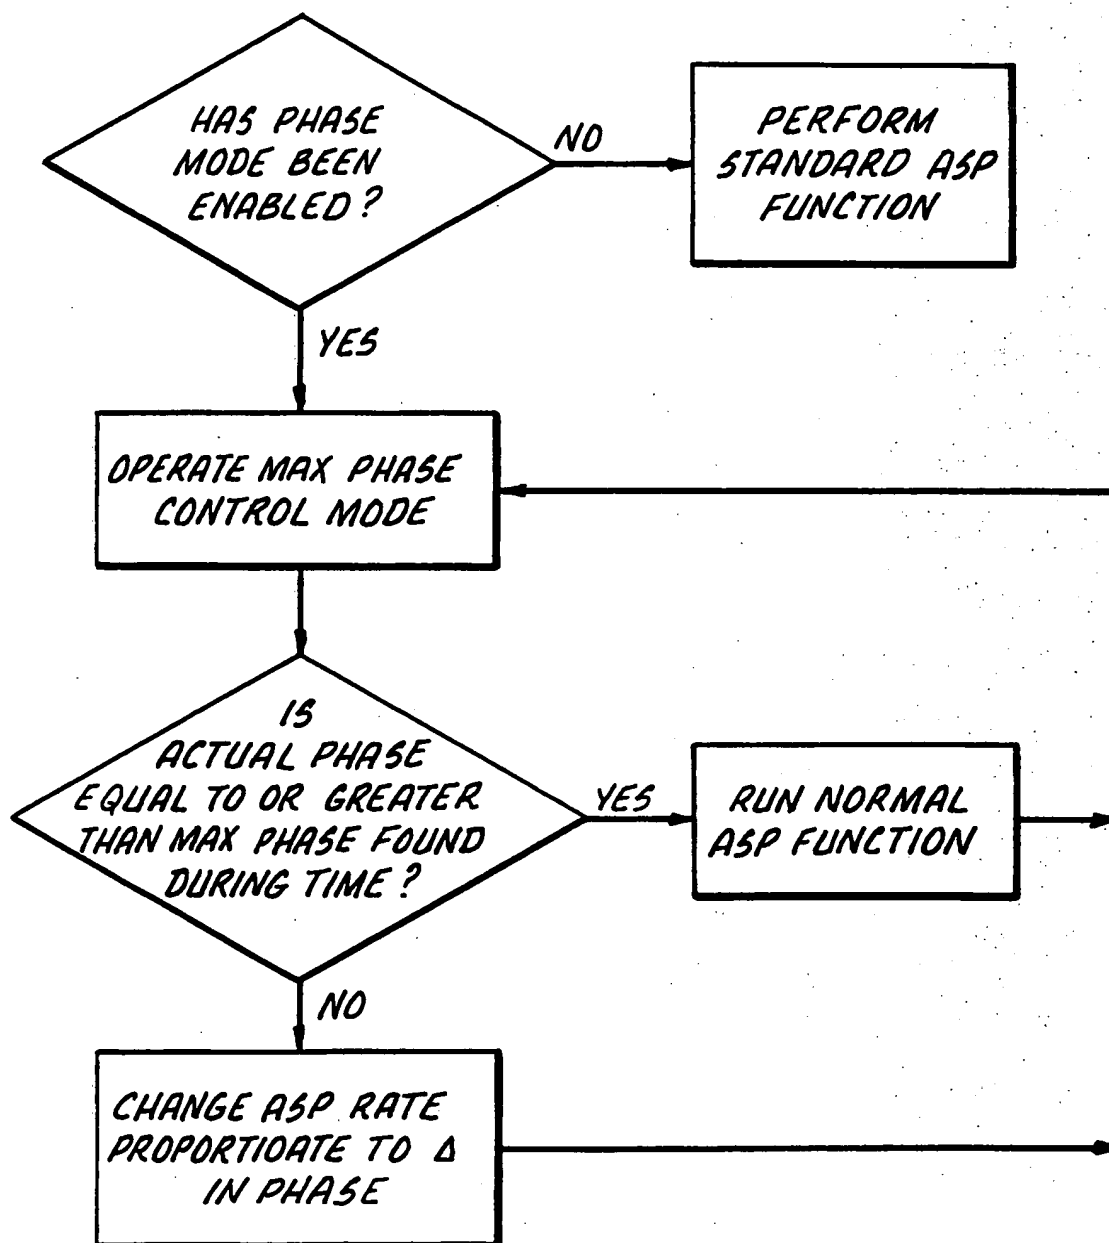 HAS PHASE
MODE BEEN
ENABLED?
NO
PERFORM
STANDARD ASP
FUNCTION
YES
OPERATE MAX PHASE
CONTROL MODE
IS
ACTUAL PHASE
EQUAL TO OR GREATER
THAN MAX PHASE FOUND
DURING TIME?
YES
RUN NORMAL
ASP FUNCTION
NO
CHANGE ASP RATE
PROPORTIOATE TO Δ
IN PHASE